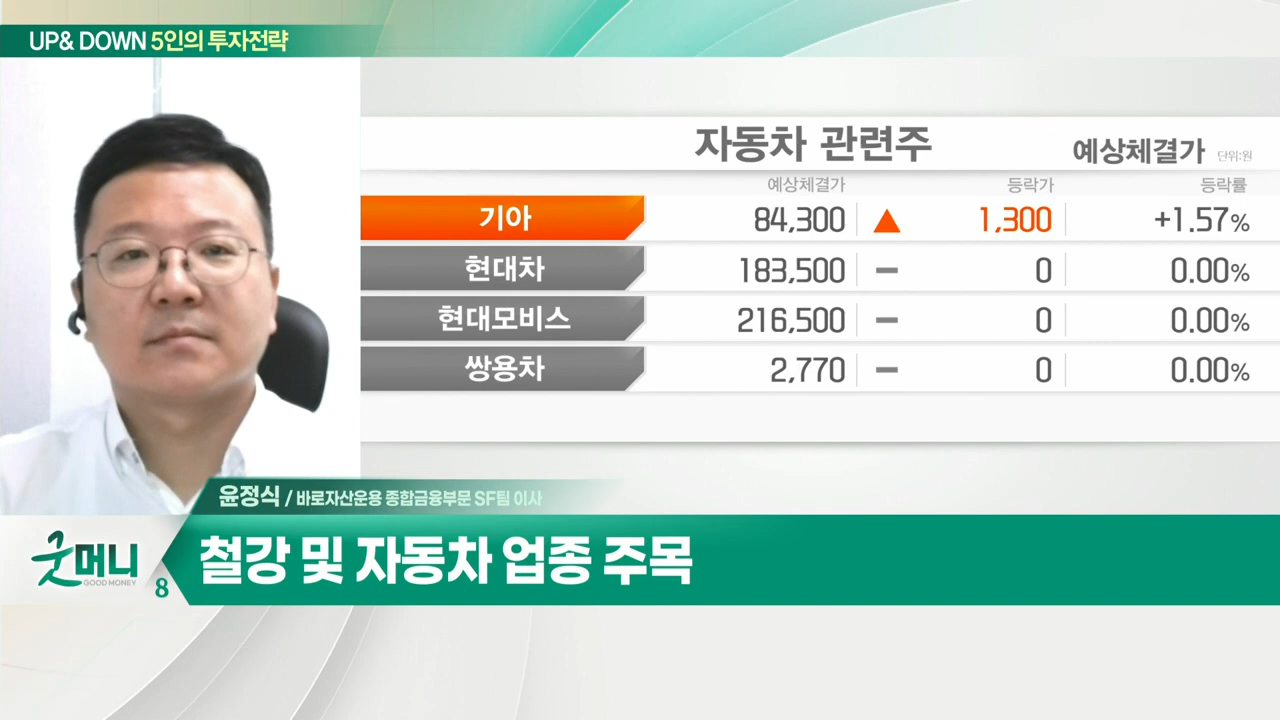 UP& DOWN 5인의 투자전략
자동차 관련주 예상체결가 단위:원
예상체결가 등락가 등락률
기아 84,300 ▲ 1,300 +1.57%
현대차 183,500 - 0 0.00%
현대모비스 216,500 - 0 0.00%
쌍용차 2,770 - 0 0.00%
윤정식 / 바로자산운용 종합금융부문 SF팀 이사
굿머니
GOOD MONEY
8
철강 및 자동차 업종 주목